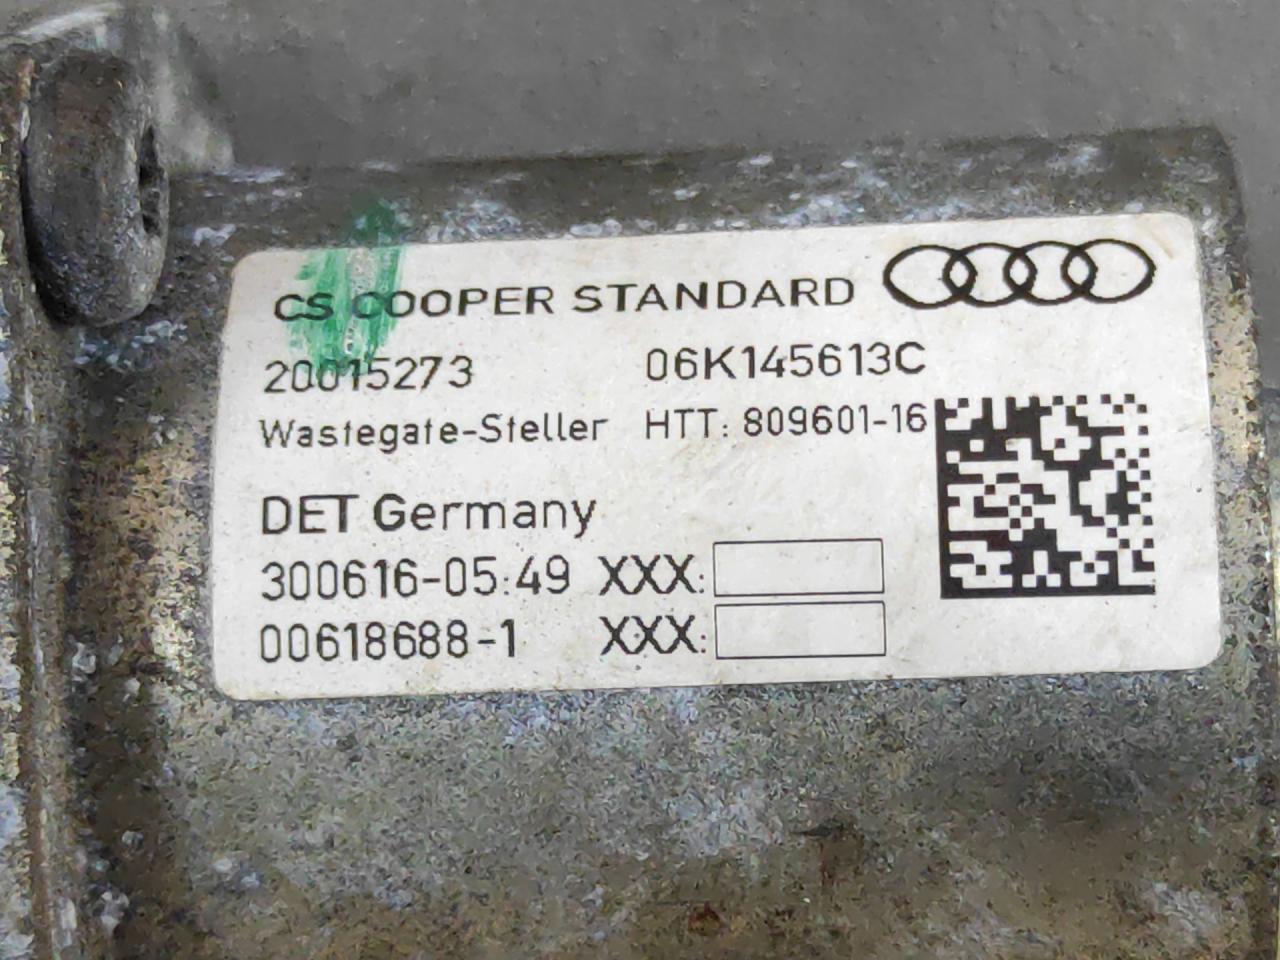 CS COOPER STANDARD
20015273 06K145613C
Wastegate-Steller HTT: 809601-16
DET Germany
300616-05:49 XXX:
00618688-1 XXX: